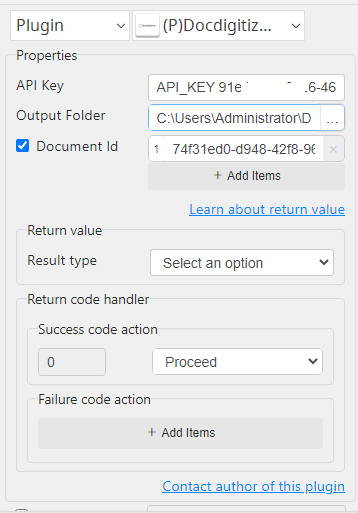 Plugin (P)Docdigitiz...
Properties
API Key API_KEY 91e 6-46
Output Folder C:\Users\Administrator\D ...
Document Id 1 74f31ed0-d948-42f8-96 ×
+ Add Items
Learn about return value
Return value
Result type Select an option
Return code handler
Success code action
0 Proceed
Failure code action
+ Add Items
Contact author of this plugin